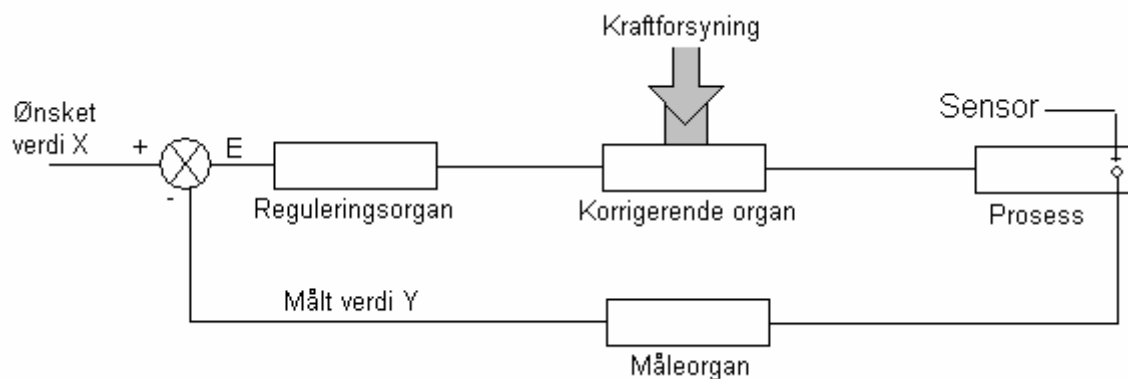 Kraftforsyning
Ønsket
verdi X
+
E
-
Sensor
Reguleringsorgan
Korrigerende organ
Prosess
Målt verdi Y
Måleorgan